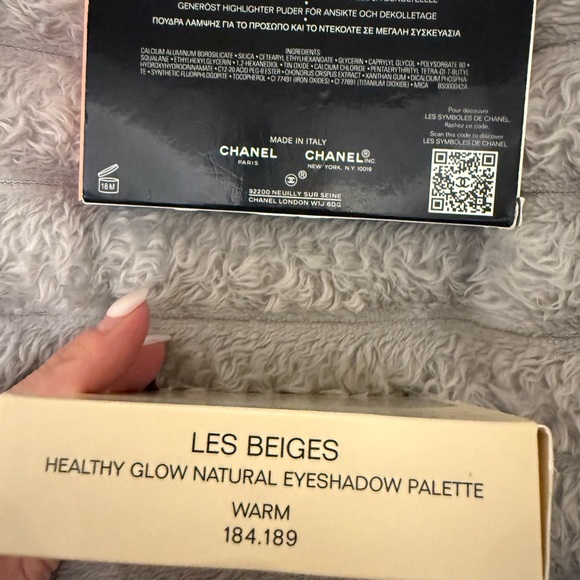 GENERÖST HIGHLIGHTER PUDER FÖR ANSIKTE OCH DEKOLLETAGE
ΠΟΥΔΡΑ ΛΑΜΨΗΣ ΓΙΑ ΤΟ ΠΡΟΣΩΠΟ ΚΑΙ ΤΟ ΝΤΕΚΟΛΤΕ ΣΕ ΜΕΓΑΛΗ ΣΥΣΚΕΥΑΣΙΑ
INGREDIENTS
CALCIUM ALUMINUM BOROSILICATE • SILICA • CETEARYL ETHYLHEXANOATE • GLYCERIN • CAPRYLYL GLYCOL • POLYSORBATE 80 •
SQUALANE • ETHYLHEXYLGLYCERIN • 1,2-HEXANEDIOL • TIN OXIDE • CALCIUM CHLORIDE • PENTAERYTHRITYL TETRA-DI-T-BUTYL
HYDROXYHYDROCINNAMATE • C12-20 ACID PEG-8 ESTER • CHONDRUS CRISPUS EXTRACT • XANTHAN GUM • DICALCIUM PHOSPHA-
TE • SYNTHETIC FLUORPHLOGOPITE • TOCOPHEROL • CI 77491 (IRON OXIDES) • CI 77891 (TITANIUM DIOXIDE) • MICA BS000042A
Pour découvrir
LES SYMBOLES DE CHANEL,
flashez ce code.
Scan this code to discover
LES SYMBOLES DE CHANEL.
MADE IN ITALY
CHANEL
PARIS
CHANEL® INC.
NEW YORK, N.Y. 10019
®
18 M
92200 NEUILLY SUR SEINE
CHANEL LONDON W1J 6DG
LES BEIGES
HEALTHY GLOW NATURAL EYESHADOW PALETTE
WARM
184.189